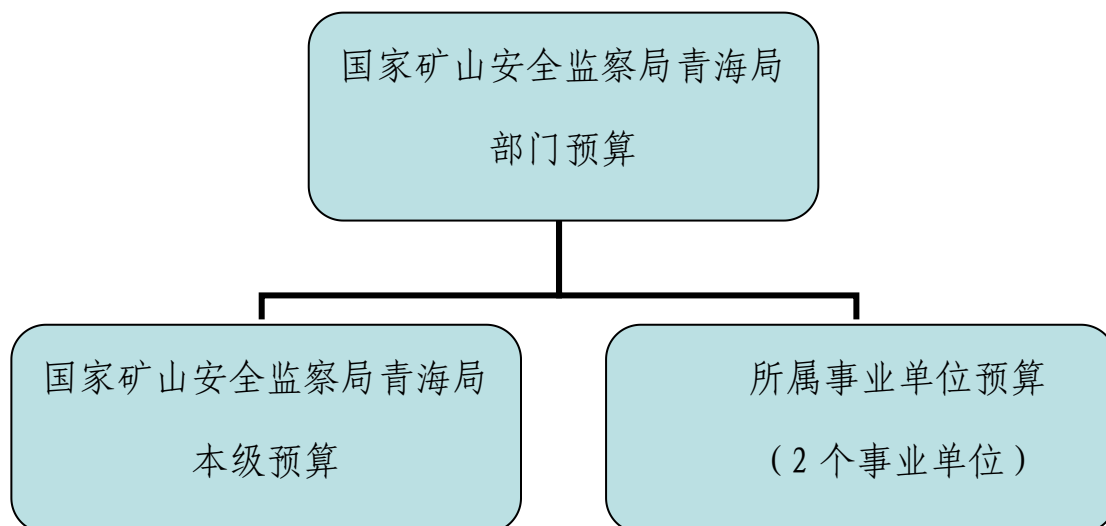 国家矿山安全监察局青海局
部门预算
国家矿山安全监察局青海局
本级预算
所属事业单位预算
（2 个事业单位）